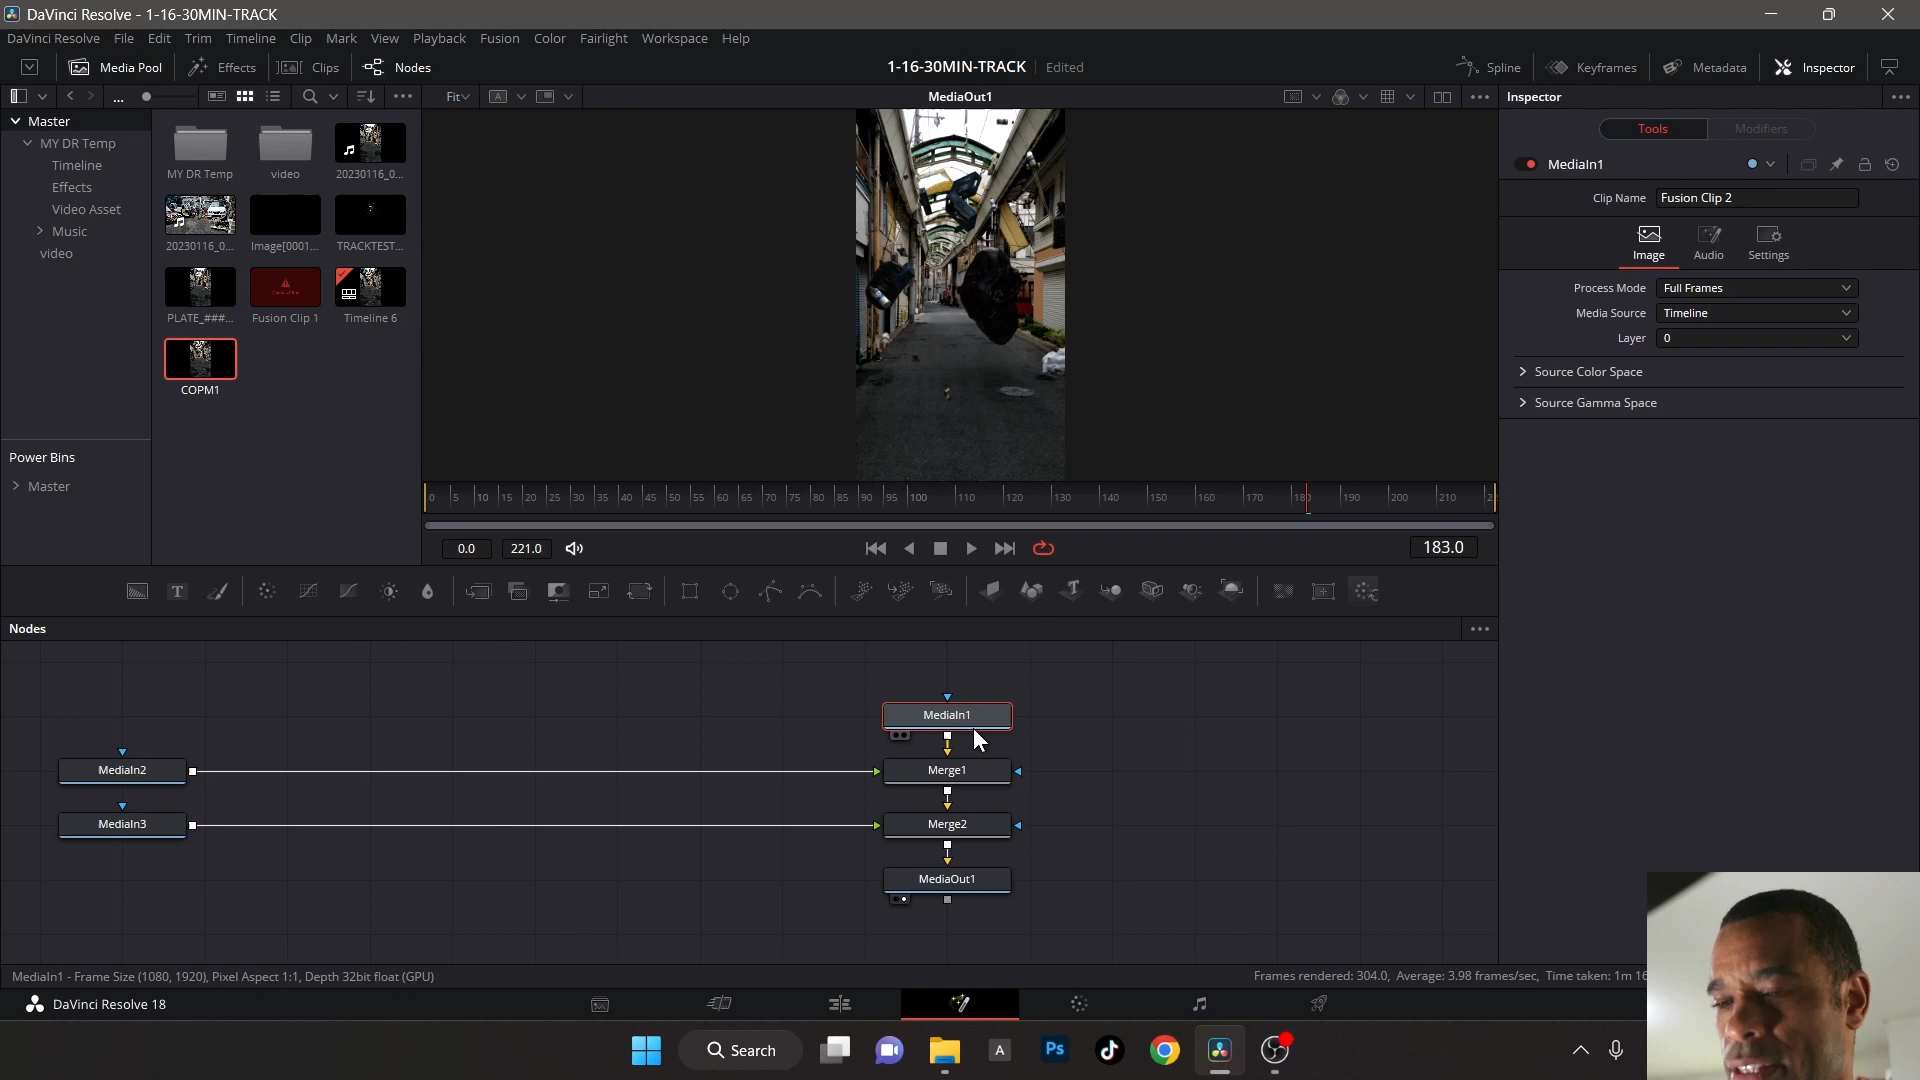 DaVinci Resolve - 1-16-30MIN-TRACK
DaVinci Resolve File Edit Trim Timeline Clip Mark View Playback Fusion Color Fairlight Workspace Help
Media Pool Effects Clips Nodes 1-16-30MIN-TRACK Edited Spline Keyframes Metadata Inspector
... Fit A MediaOut1 Inspector
Master
MY DR Temp
Timeline
Effects
Video Asset
Music
video
Power Bins
Master
MY DR Temp video 20230116_0...
20230116_0... Image[0001... TRACKTEST...
PLATE_###... Fusion Clip 1 Timeline 6
COPM1
Tools Modifiers
MediaIn1
Clip Name Fusion Clip 2
Image Audio Settings
Process Mode Full Frames
Media Source Timeline
Layer 0
Source Color Space
Source Gamma Space
0 5 10 15 20 25 30 35 40 45 50 55 60 65 70 75 80 85 90 95 100 110 120 130 140 150 160 170 190 200 210
0.0 221.0 183.0
T T
Nodes
MediaIn1
MediaIn2 Merge1
MediaIn3 Merge2
MediaOut1
MediaIn1 - Frame Size (1080, 1920), Pixel Aspect 1:1, Depth 32bit float (GPU) Frames rendered: 304.0, Average: 3.98 frames/sec, Time taken: 1m 16
DaVinci Resolve 18
Search A Ps